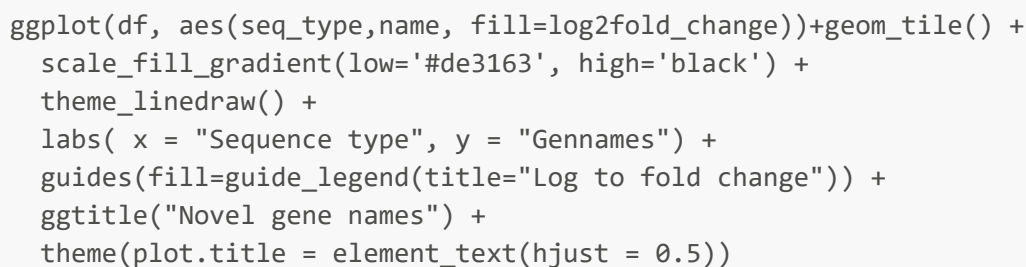 ggplot(df, aes(seq_type,name, fill=log2fold_change))+geom_tile() +
  scale_fill_gradient(low='#de3163', high='black') +
  theme_linedraw() +
  labs( x = "Sequence type", y = "Gennames") +
  guides(fill=guide_legend(title="Log to fold change")) +
  ggtitle("Novel gene names") +
  theme(plot.title = element_text(hjust = 0.5))